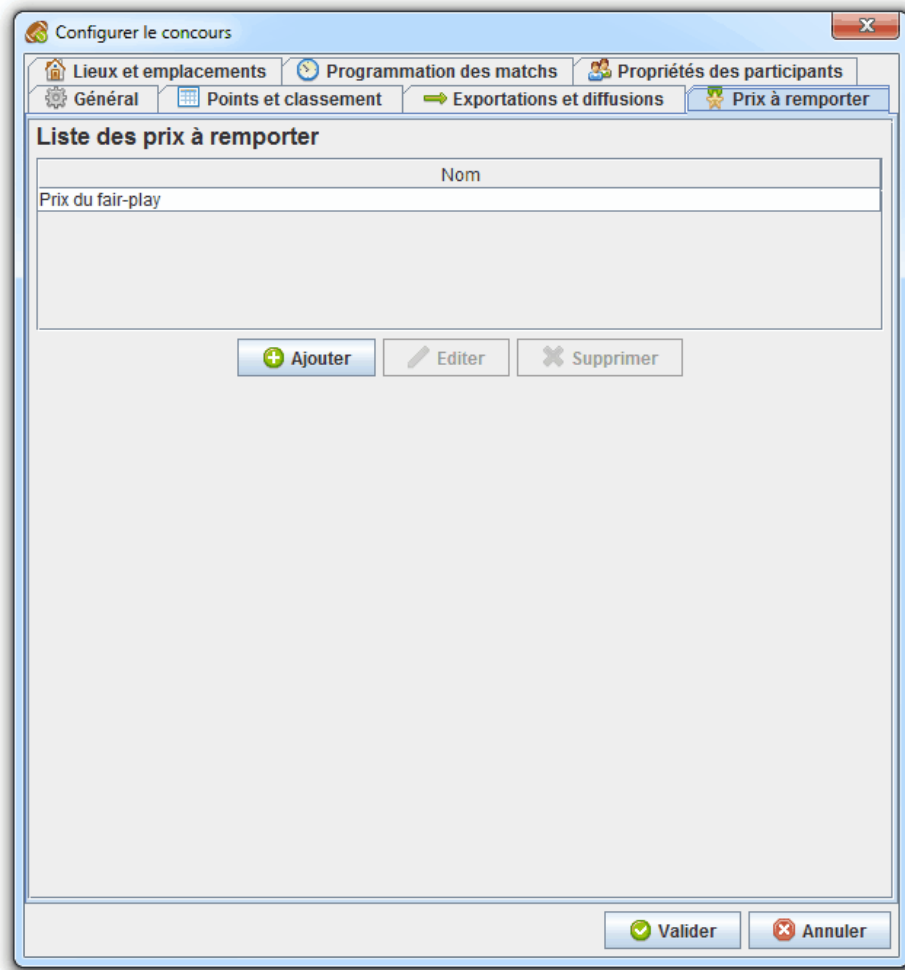 Configurer le concours
Lieux et emplacements Programmation des matchs Propriétés des participants
Général Points et classement Exportations et diffusions Prix à remporter
Liste des prix à remporter
Nom
Prix du fair-play
Ajouter Editer Supprimer
Valider Annuler